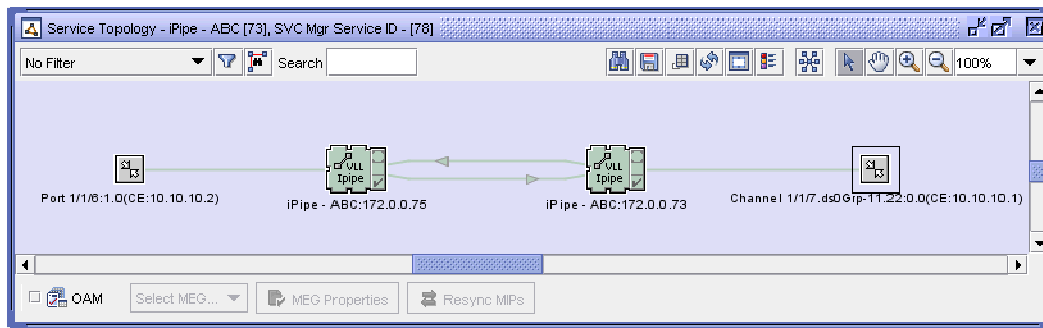 Service Topology - iPipe - ABC [73], SVC Mgr Service ID - [78]
No Filter Search 100%
VLL Ipipe
VLL Ipipe
Port 1/1/6:1.0(CE:10.10.10.2)
iPipe - ABC:172.0.0.75
iPipe - ABC:172.0.0.73
Channel 1/1/7.ds0Grp-11.22:0.0(CE:10.10.10.1)
OAM Select MEG... MEG Properties Resync MIPs